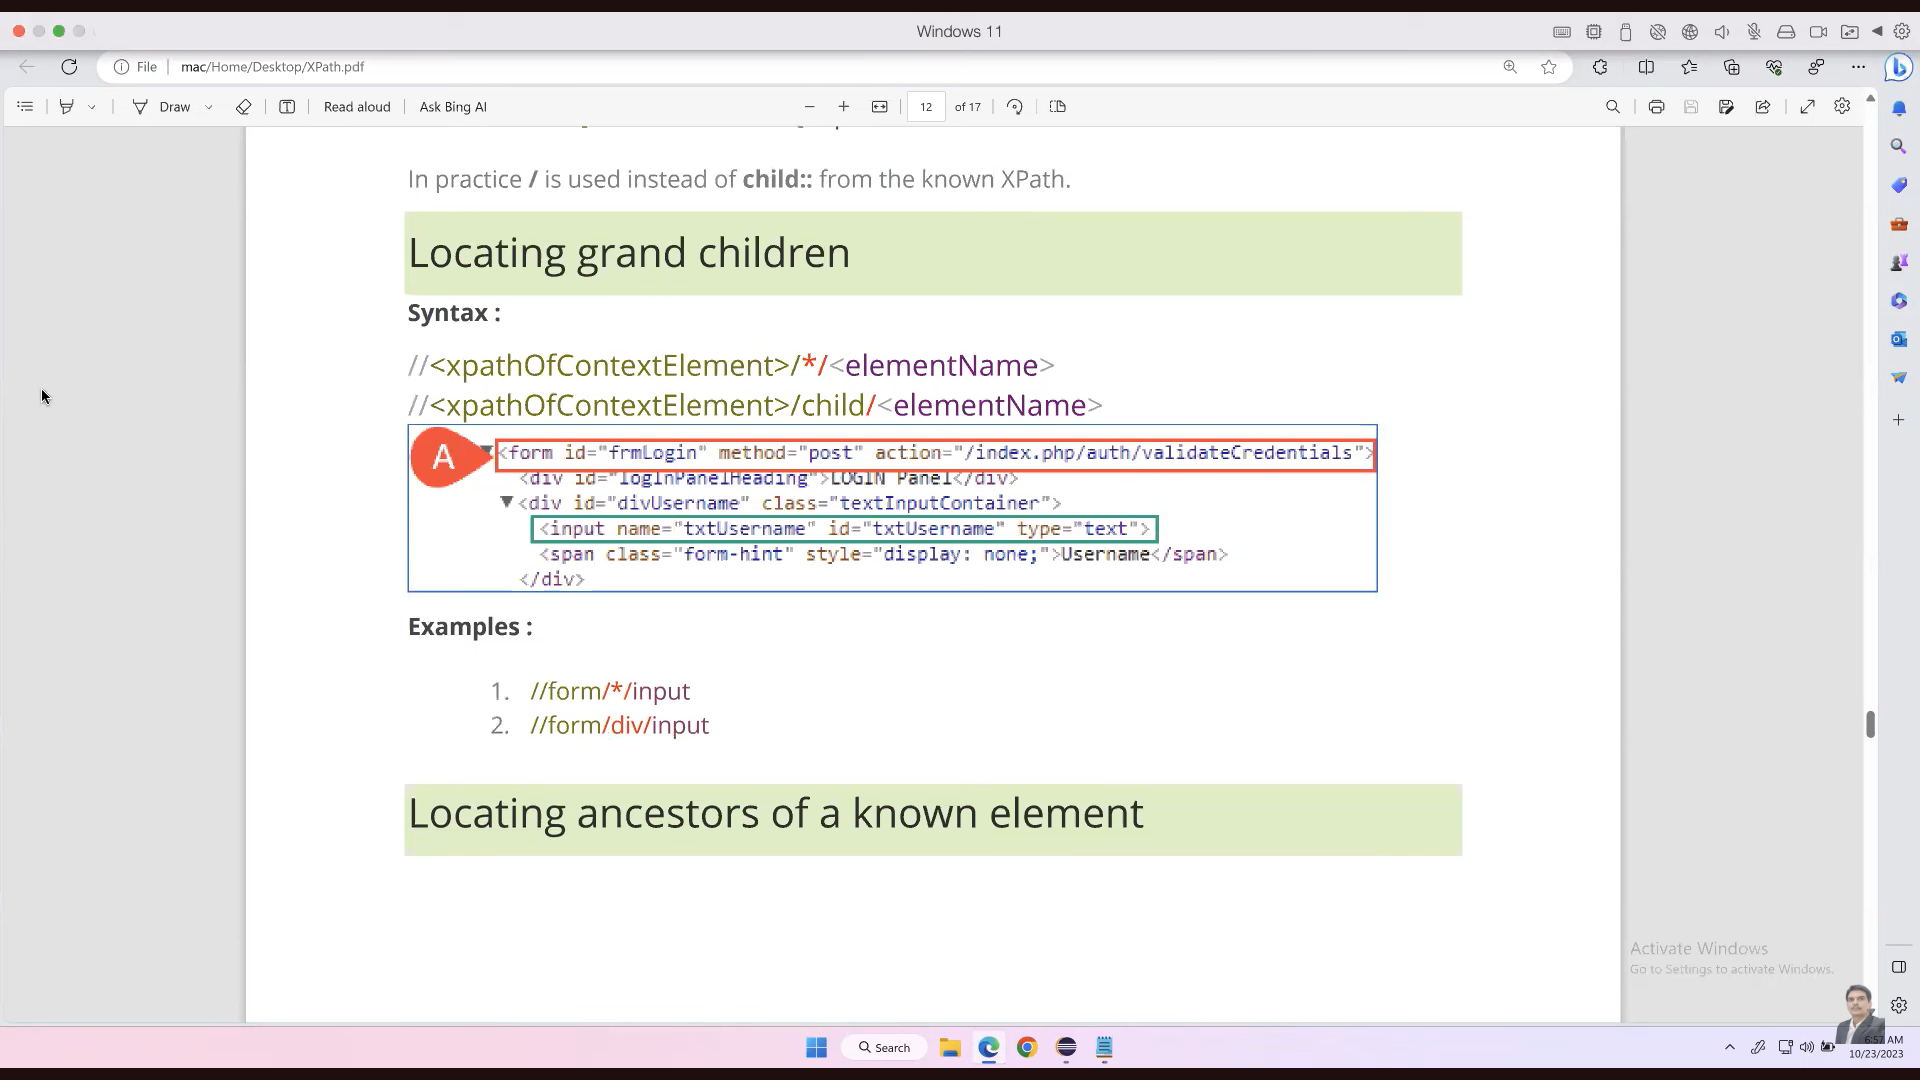 Windows 11
File
mac/Home/Desktop/XPath.pdf
Draw
Read aloud
Ask Bing AI
12
of 17
In practice / is used instead of child:: from the known XPath.
Locating grand children
Syntax :
//<xpathOfContextElement>/*/<elementName>
//<xpathOfContextElement>/child/<elementName>
A
<form id="frmLogin" method="post" action="/index.php/auth/validateCredentials">
<div id="logInPanelHeading">LOGIN Panel</div>
<div id="divUsername" class="textInputContainer">
<input name="txtUsername" id="txtUsername" type="text">
<span class="form-hint" style="display: none;">Username</span>
</div>
Examples :
1. //form/*/input
2. //form/div/input
Locating ancestors of a known element
Activate Windows
Go to Settings to activate Windows.
Search
6:57 AM
10/23/2023